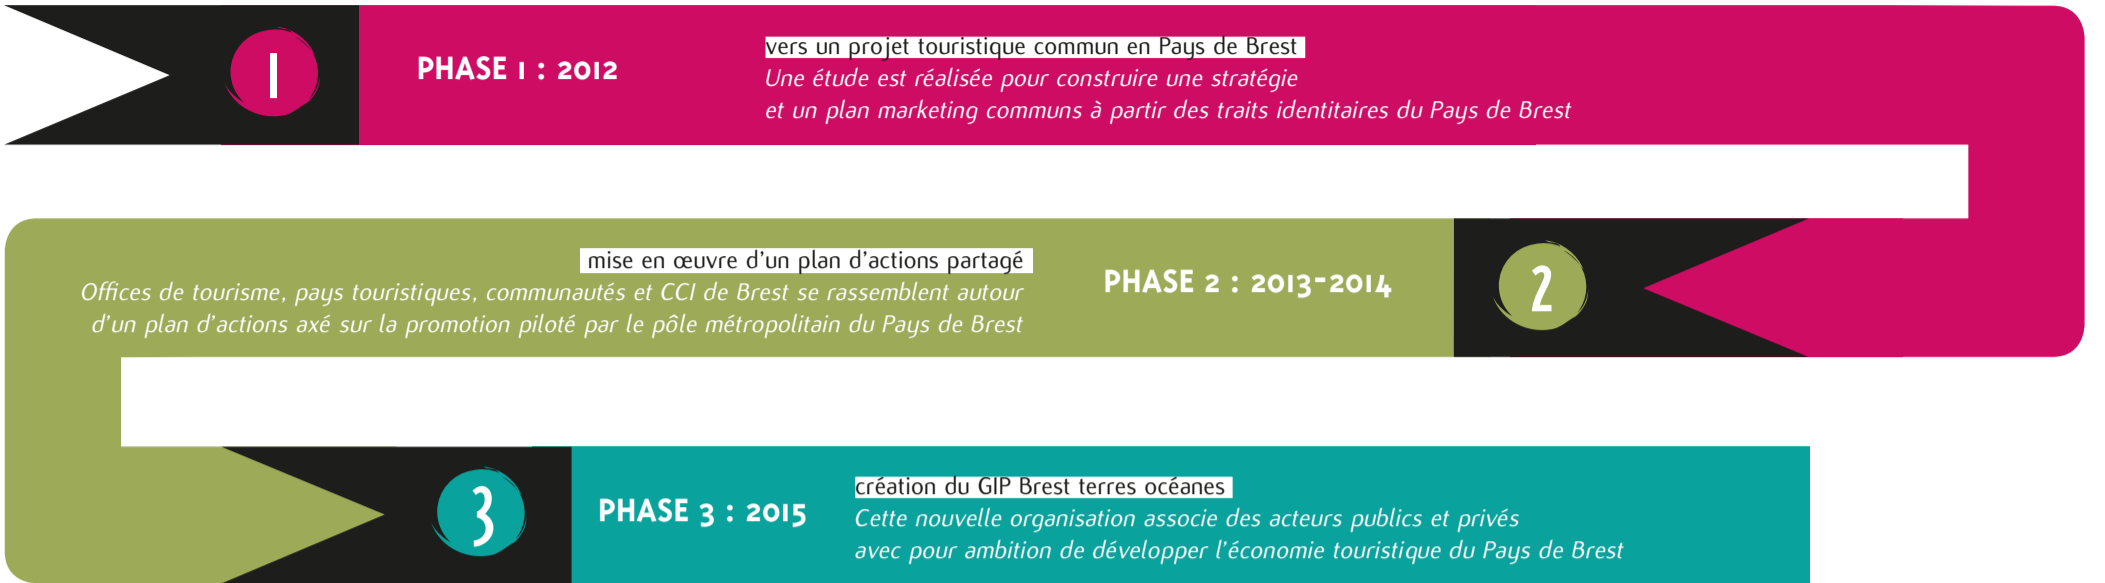 1
PHASE 1 : 2012
vers un projet touristique commun en Pays de Brest
Une étude est réalisée pour construire une stratégie
et un plan marketing communs à partir des traits identitaires du Pays de Brest
mise en œuvre d’un plan d’actions partagé
Offices de tourisme, pays touristiques, communautés et CCI de Brest se rassemblent autour
d’un plan d’actions axé sur la promotion piloté par le pôle métropolitain du Pays de Brest
PHASE 2 : 2013-2014
2
3
PHASE 3 : 2015
création du GIP Brest terres océanes
Cette nouvelle organisation associe des acteurs publics et privés
avec pour ambition de développer l’économie touristique du Pays de Brest